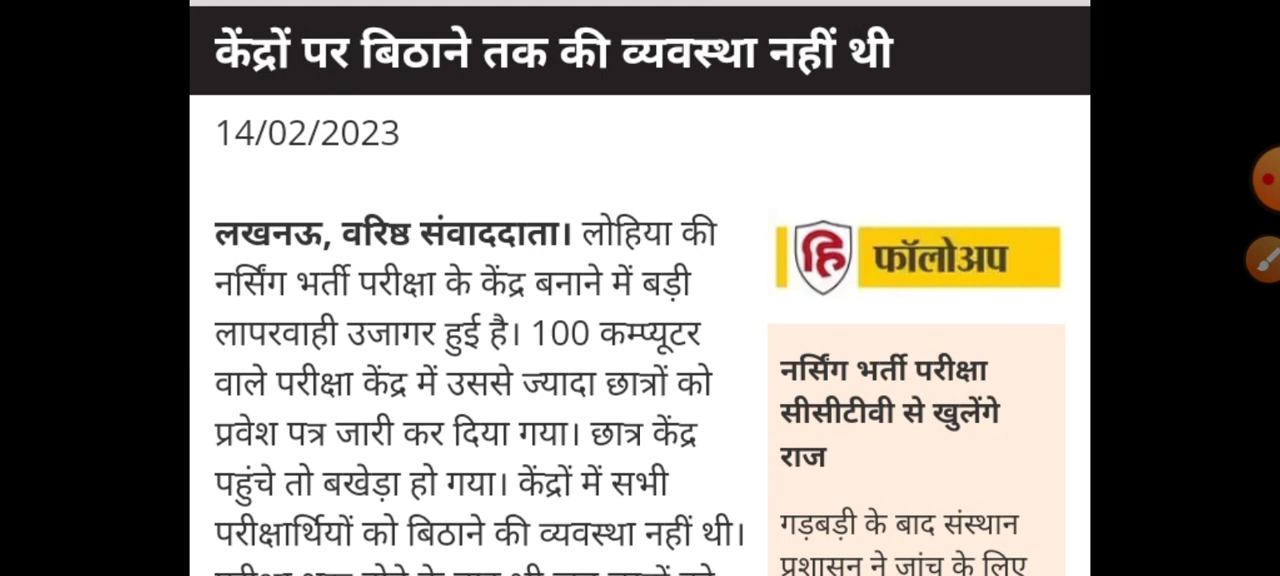 केंद्रों पर बिठाने तक की व्यवस्था नहीं थी
14/02/2023
लखनऊ, वरिष्ठ संवाददाता। लोहिया की
नर्सिंग भर्ती परीक्षा के केंद्र बनाने में बड़ी
लापरवाही उजागर हुई है। 100 कम्प्यूटर
वाले परीक्षा केंद्र में उससे ज्यादा छात्रों को
प्रवेश पत्र जारी कर दिया गया। छात्र केंद्र
पहुंचे तो बखेड़ा हो गया। केंद्रों में सभी
परीक्षार्थियों को बिठाने की व्यवस्था नहीं थी।
हि फॉलोअप
नर्सिंग भर्ती परीक्षा
सीसीटीवी से खुलेंगे
राज
गड़बड़ी के बाद संस्थान
प्रशासन ने जांच के लिए